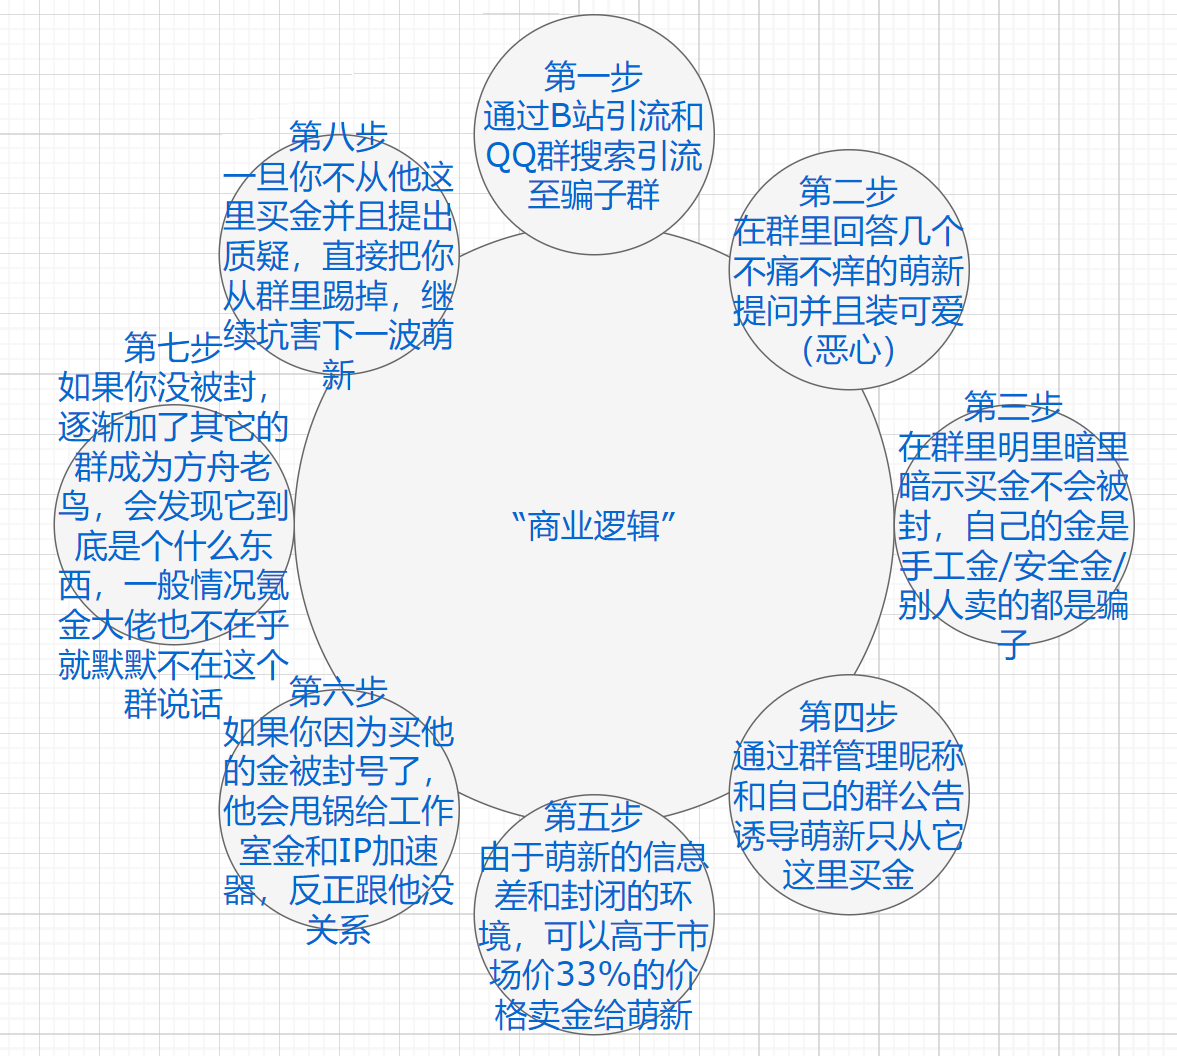 第一步
通过B站引流和
QQ群搜索引流
至骗子群
第二步
在群里回答几个
不痛不痒的萌新
提问并且装可爱
（恶心）
第三步
在群里明里暗里
暗示买金不会被
封，自己的金是
手工金/安全金/
别人卖的都是骗
子
第四步
通过群管理昵称
和自己的群公告
诱导萌新只从它
这里买金
第五步
由于萌新的信息
差和封闭的环
境，可以高于市
场价33%的价
格卖金给萌新
第六步
如果你因为买他
的金被封号了，
他会甩锅给工作
室金和IP加速
器，反正跟他没
关系
第七步
如果你没被封，
逐渐加了其它的
群成为方舟老
鸟，会发现它到
底是个什么东
西，一般情况氪
金大佬也不在乎
就默默不在这个
群说话
第八步
一旦你不从他这
里买金并且提出
质疑，直接把你
从群里踢掉，继
续坑害下一波萌
新
“商业逻辑”